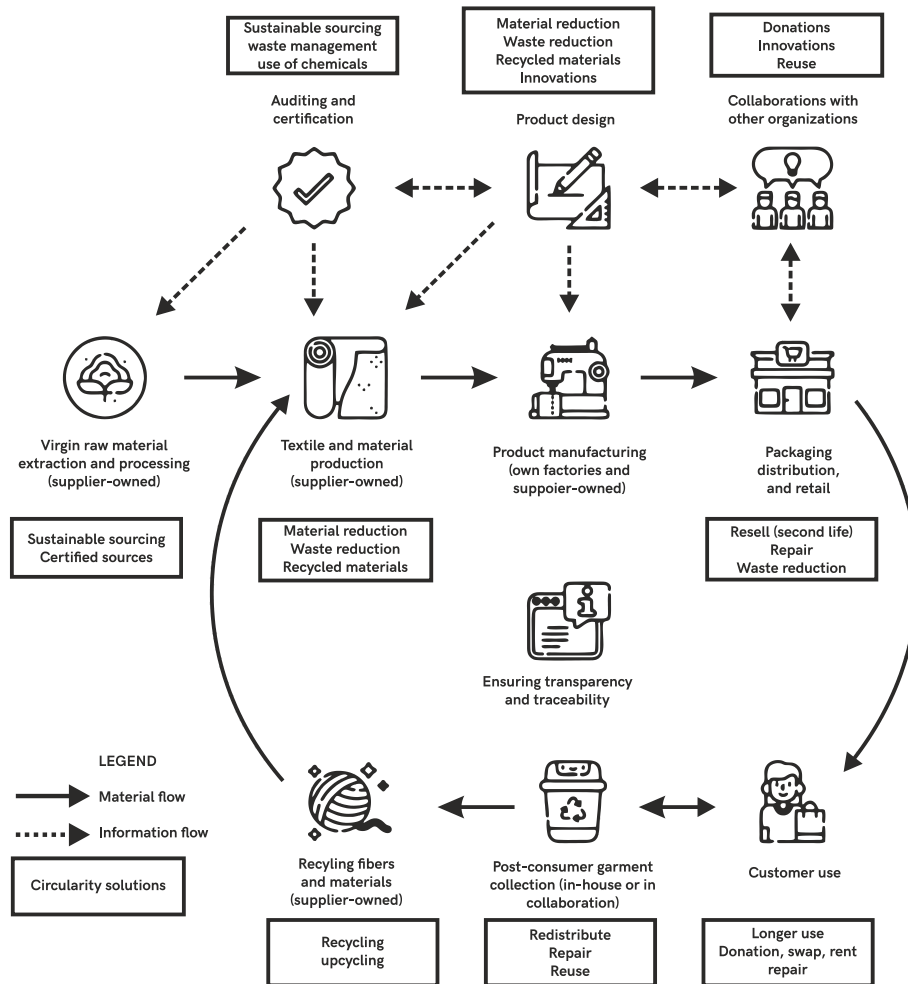 Sustainable sourcing
waste management
use of chemicals
Material reduction
Waste reduction
Recycled materials
Innovations
Donations
Innovations
Reuse
Auditing and
certification
Product design
Collaborations with
other organizations
Virgin raw material
extraction and processing
(supplier-owned)
Textile and material
production
(supplier-owned)
Product manufacturing
(own factories and
suppoier-owned)
Packaging
distribution,
and retail
Sustainable sourcing
Certified sources
Material reduction
Waste reduction
Recycled materials
Resell (second life)
Repair
Waste reduction
Ensuring transparency
and traceability
LEGEND
Material flow
Information flow
Circularity solutions
Recyling fibers
and materials
(supplier-owned)
Post-consumer garment
collection (in-house or in
collaboration)
Customer use
Recycling
upcycling
Redistribute
Repair
Reuse
Longer use
Donation, swap, rent
repair